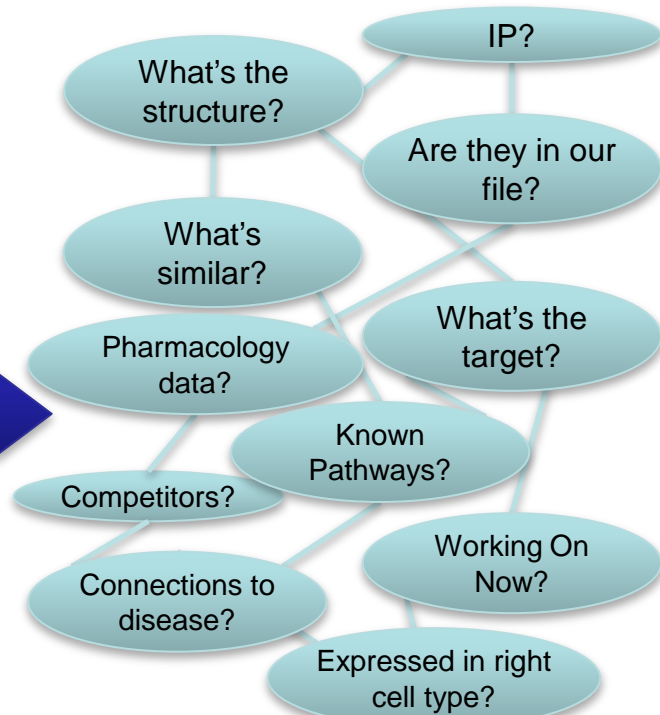 IP?
What's the
structure?
Are they in our
file?
What's
similar?
What's the
target?
Pharmacology
data?
Known
Pathways?
Competitors?
Working On
Now?
Connections to
disease?
Expressed in right
cell type?